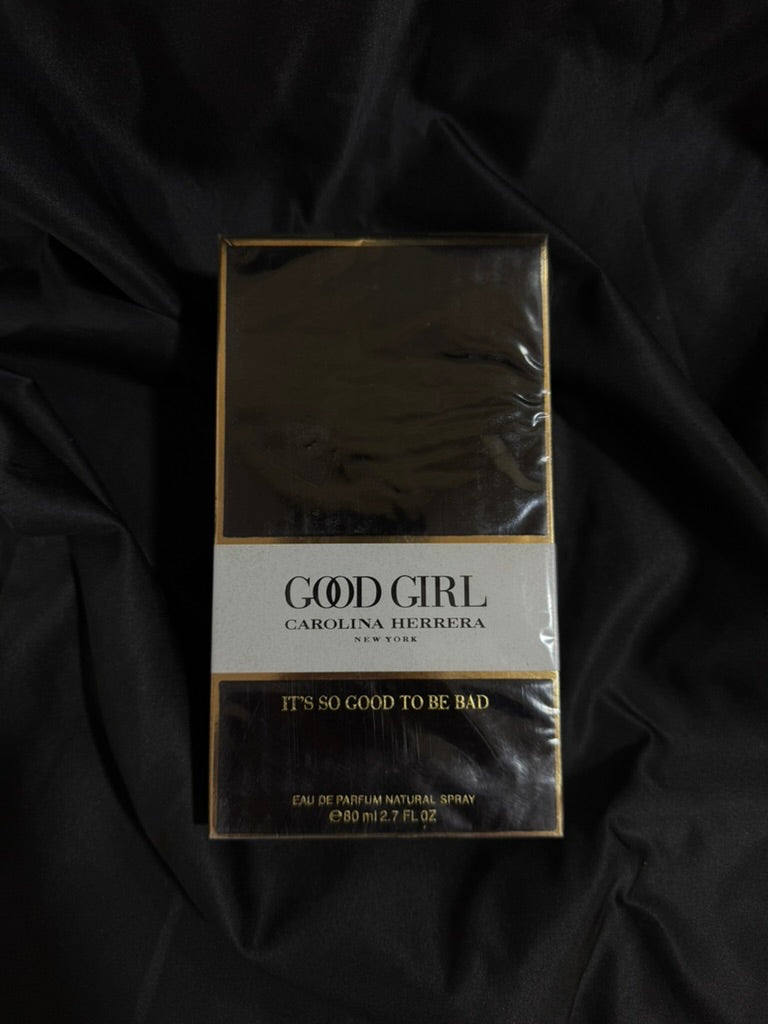 GOOD GIRL
CAROLINA HERRERA
NEW YORK
IT'S SO GOOD TO BE BAD
EAU DE PARFUM NATURAL SPRAY
℮80 ml 2.7 FL OZ